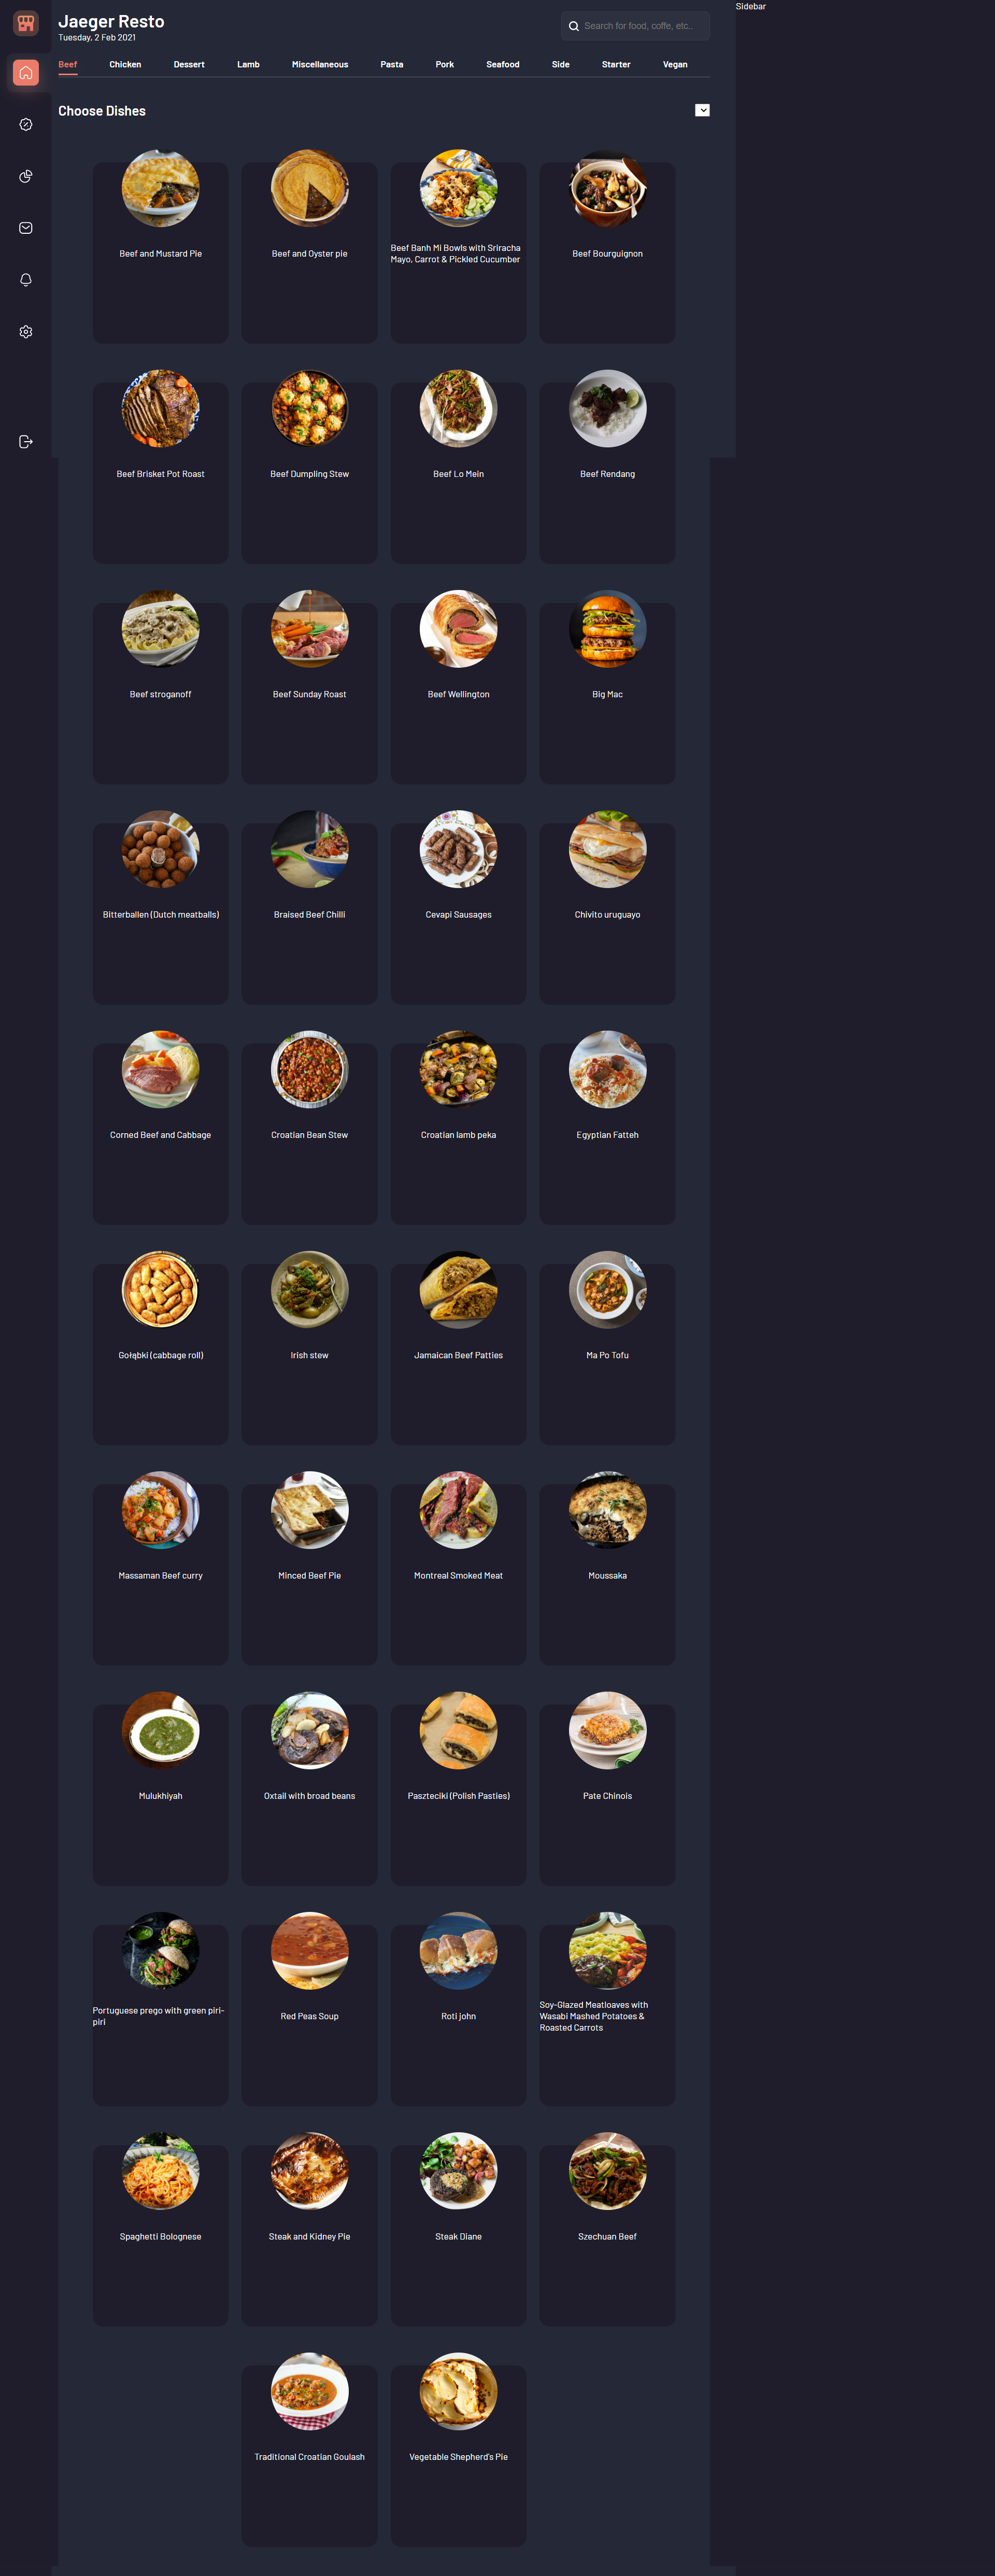 Jaeger Resto
Tuesday, 2 Feb 2021
Search for food, coffe, etc..
Sidebar
Beef Chicken Dessert Lamb Miscellaneous Pasta Pork Seafood Side Starter Vegan
Choose Dishes
Beef and Mustard Pie
Beef and Oyster pie
Beef Banh Mi Bowls with Sriracha
Mayo, Carrot & Pickled Cucumber
Beef Bourguignon
Beef Brisket Pot Roast
Beef Dumpling Stew
Beef Lo Mein
Beef Rendang
Beef stroganoff
Beef Sunday Roast
Beef Wellington
Big Mac
Bitterballen (Dutch meatballs)
Braised Beef Chilli
Cevapi Sausages
Chivito uruguayo
Corned Beef and Cabbage
Croatian Bean Stew
Croatian lamb peka
Egyptian Fatteh
Gołąbki (cabbage roll)
Irish stew
Jamaican Beef Patties
Ma Po Tofu
Massaman Beef curry
Minced Beef Pie
Montreal Smoked Meat
Moussaka
Mulukhiyah
Oxtail with broad beans
Paszteciki (Polish Pasties)
Pate Chinois
Portuguese prego with green piri-
piri
Red Peas Soup
Roti john
Soy-Glazed Meatloaves with
Wasabi Mashed Potatoes &
Roasted Carrots
Spaghetti Bolognese
Steak and Kidney Pie
Steak Diane
Szechuan Beef
Traditional Croatian Goulash
Vegetable Shepherd's Pie